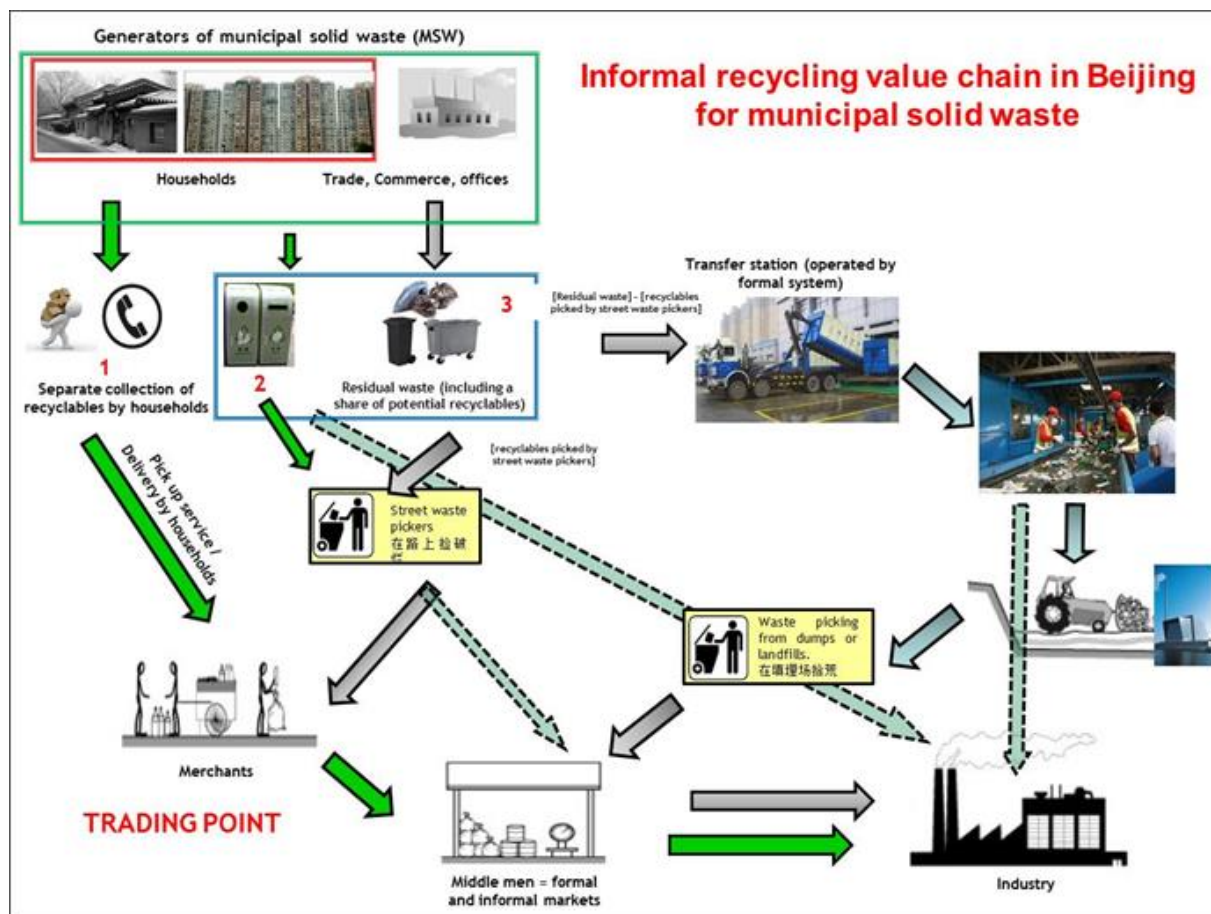 Generators of municipal solid waste (MSW)
Informal recycling value chain in Beijing
for municipal solid waste
Households
Trade, Commerce, offices
Transfer station (operated by
formal system)
[Residual waste] - [recyclables
picked by street waste pickers]
3
1
2
Separate collection of
recyclables by households
Residual waste (including a
share of potential recyclables)
[recyclables picked by
street waste pickers]
Pick up service /
Delivery by households
Street waste
pickers
在路上捡破
Waste picking
from dumps or
landfills.
在填埋场拾荒
Merchants
TRADING POINT
Middle men = formal
and informal markets
Industry